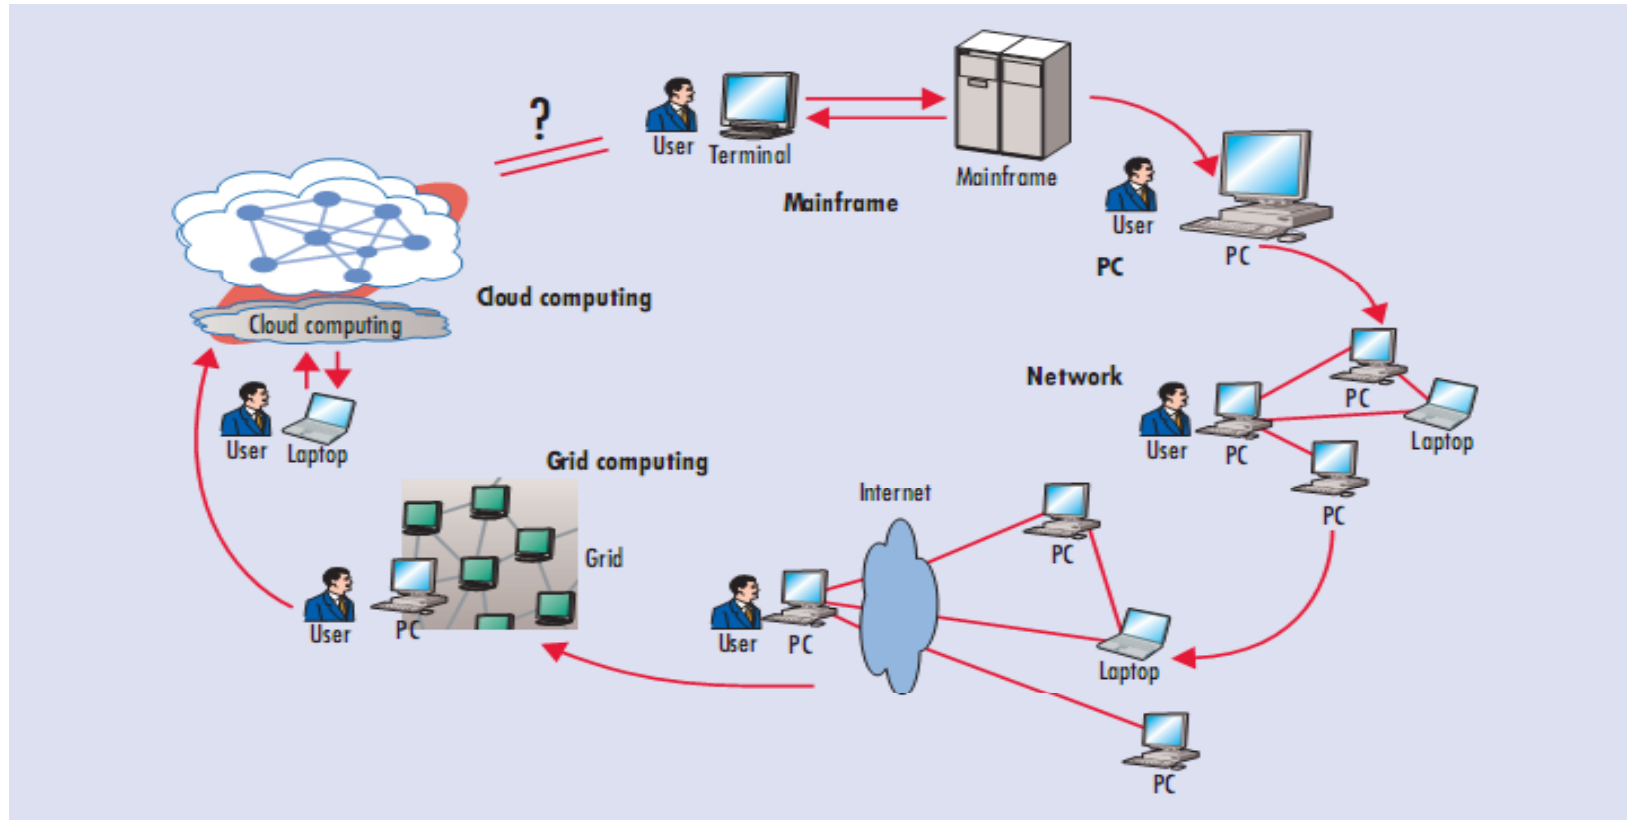 ?
User
Terminal
Mainframe
Mainframe
User
PC
PC
Network
PC
User
PC
Laptop
PC
Internet
PC
User
PC
Laptop
PC
Grid computing
Grid
User
PC
Cloud computing
Cloud computing
User
Laptop